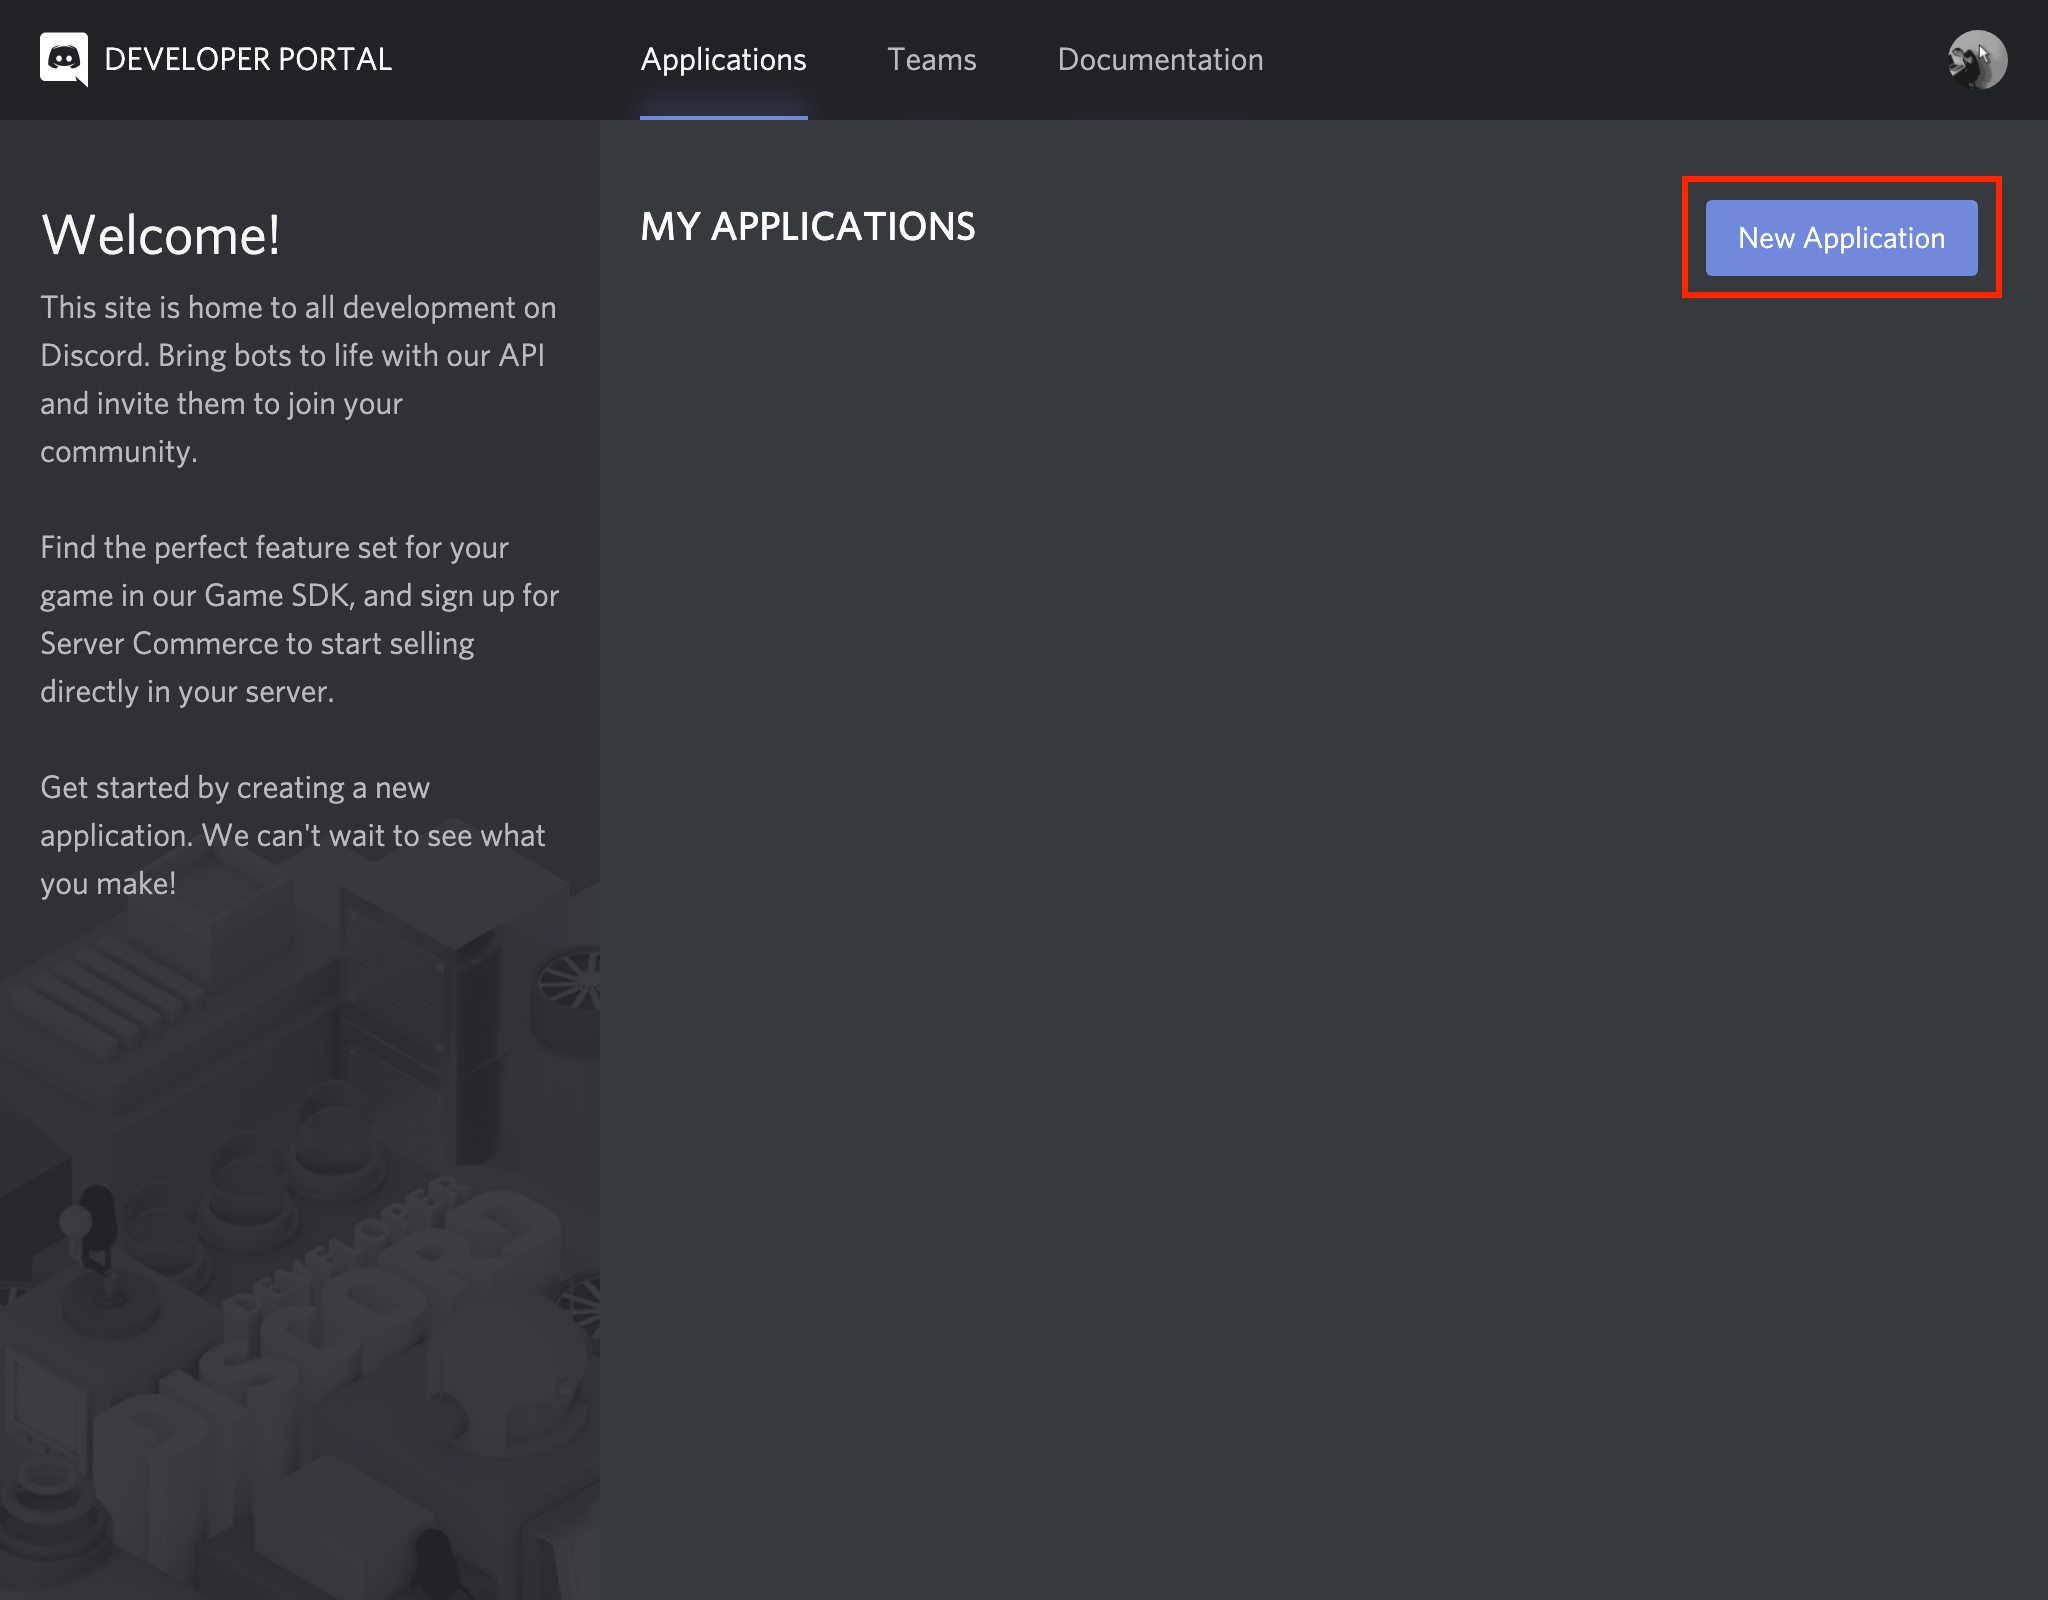 DEVELOPER PORTAL
Applications
Teams
Documentation
Welcome!
This site is home to all development on
Discord. Bring bots to life with our API
and invite them to join your
community.
Find the perfect feature set for your
game in our Game SDK, and sign up for
Server Commerce to start selling
directly in your server.
Get started by creating a new
application. We can't wait to see what
you make!
DISCORD
DEVELOPER
MY APPLICATIONS
New Application